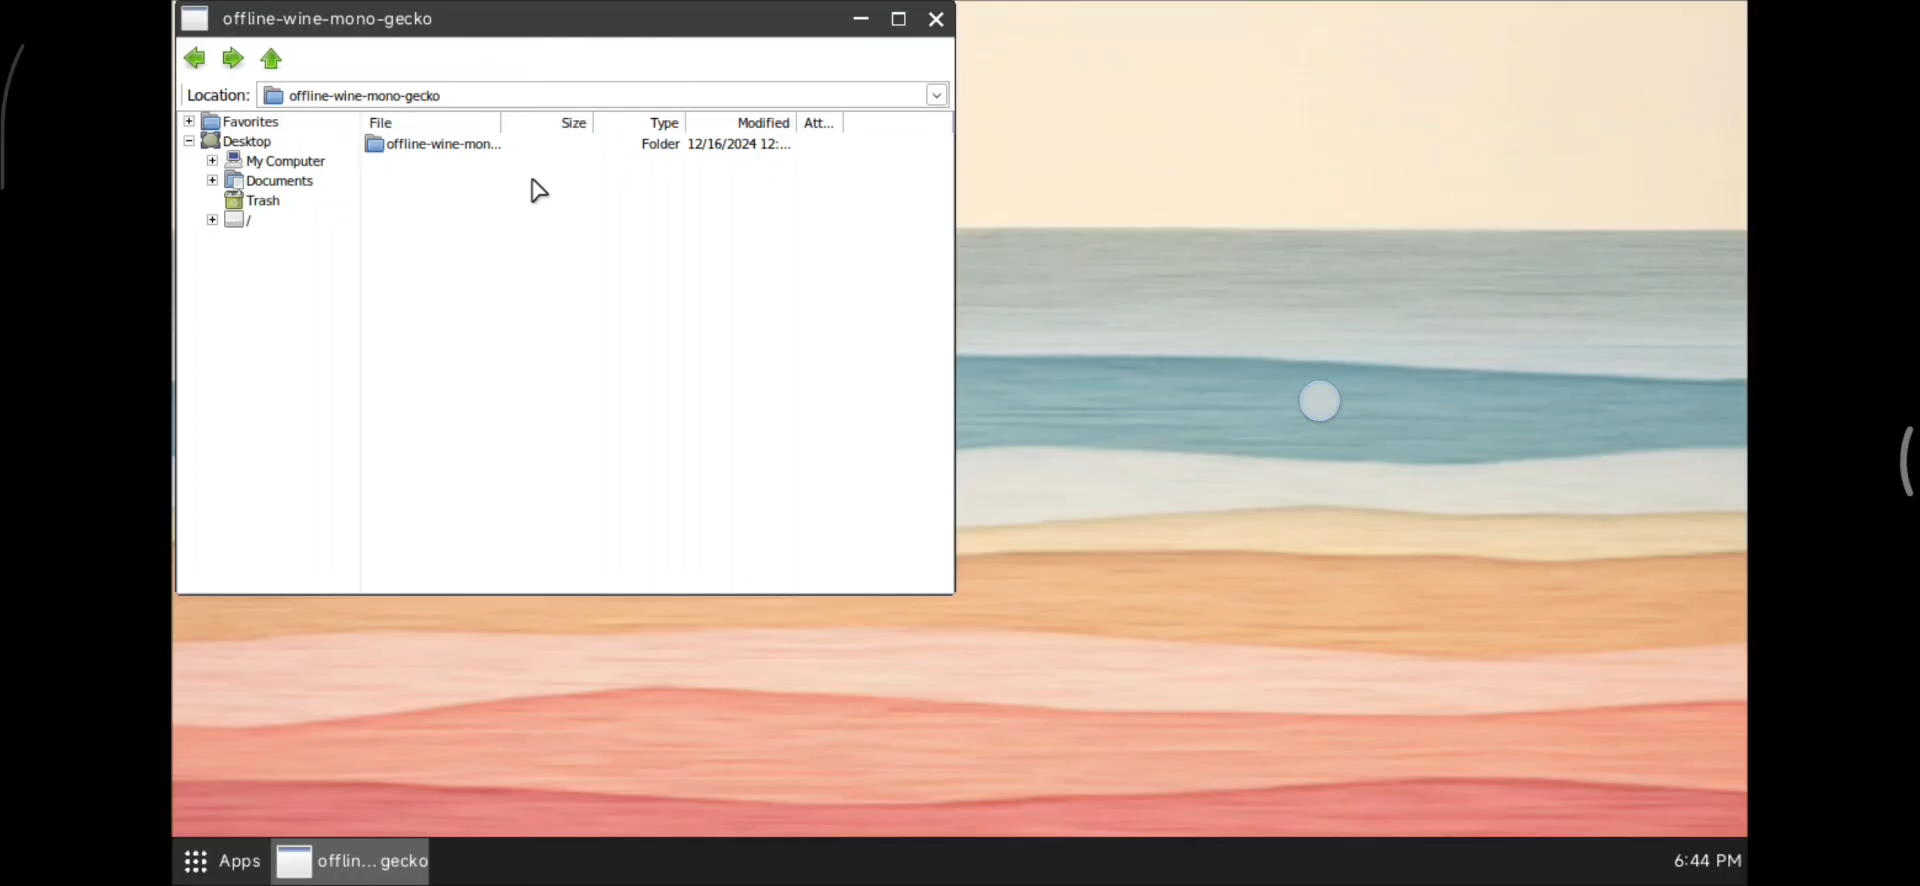 offline-wine-mono-gecko
Location: offline-wine-mono-gecko
Favorites
Desktop
My Computer
Documents
Trash
/
File Size Type Modified Att...
offline-wine-mon... Folder 12/16/2024 12:...
Apps offlin... gecko 6:44 PM